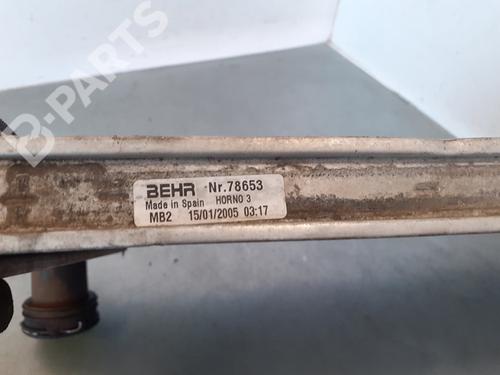 B-PARTS
BEHR Nr.78653
Made in Spain HORNO 3
MB2 15/01/2005 03:17